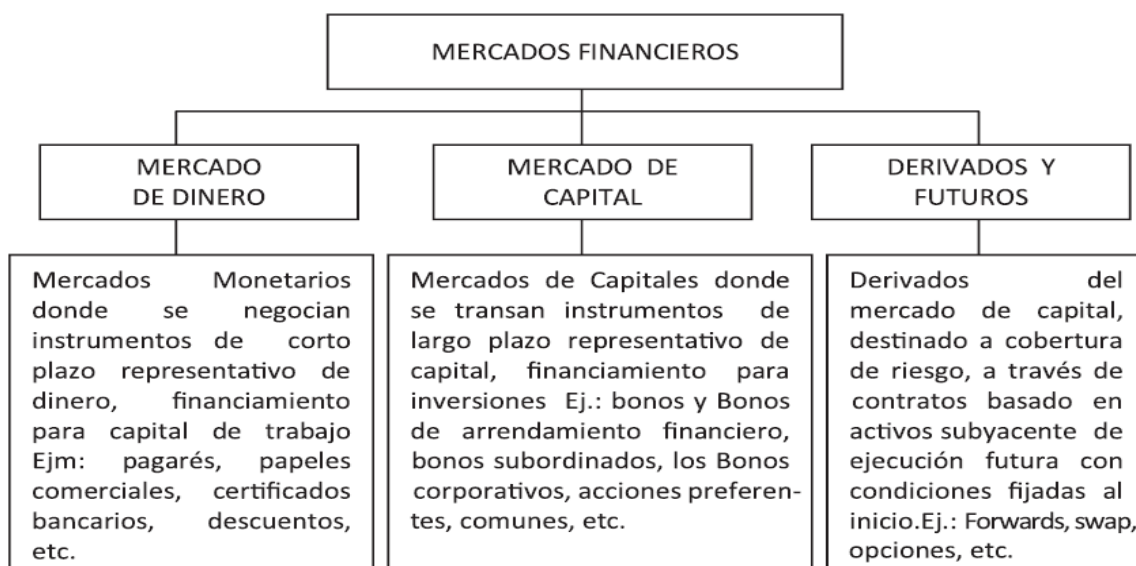 MERCADOS FINANCIEROS
MERCADO
DE DINERO
MERCADO DE
CAPITAL
DERIVADOS Y
FUTUROS
Mercados Monetarios
donde se negocian
instrumentos de corto
plazo representativo de
dinero, financiamiento
para capital de trabajo
Ejm: pagarés, papeles
comerciales, certificados
bancarios, descuentos,
etc.
Mercados de Capitales donde
se transan instrumentos de
largo plazo representativo de
capital, financiamiento para
inversiones Ej.: bonos y Bonos
de arrendamiento financiero,
bonos subordinados, los Bonos
corporativos, acciones preferen-
tes, comunes, etc.
Derivados del
mercado de capital,
destinado a cobertura
de riesgo, a través de
contratos basado en
activos subyacente de
ejecución futura con
condiciones fijadas al
inicio.Ej.: Forwards, swap,
opciones, etc.